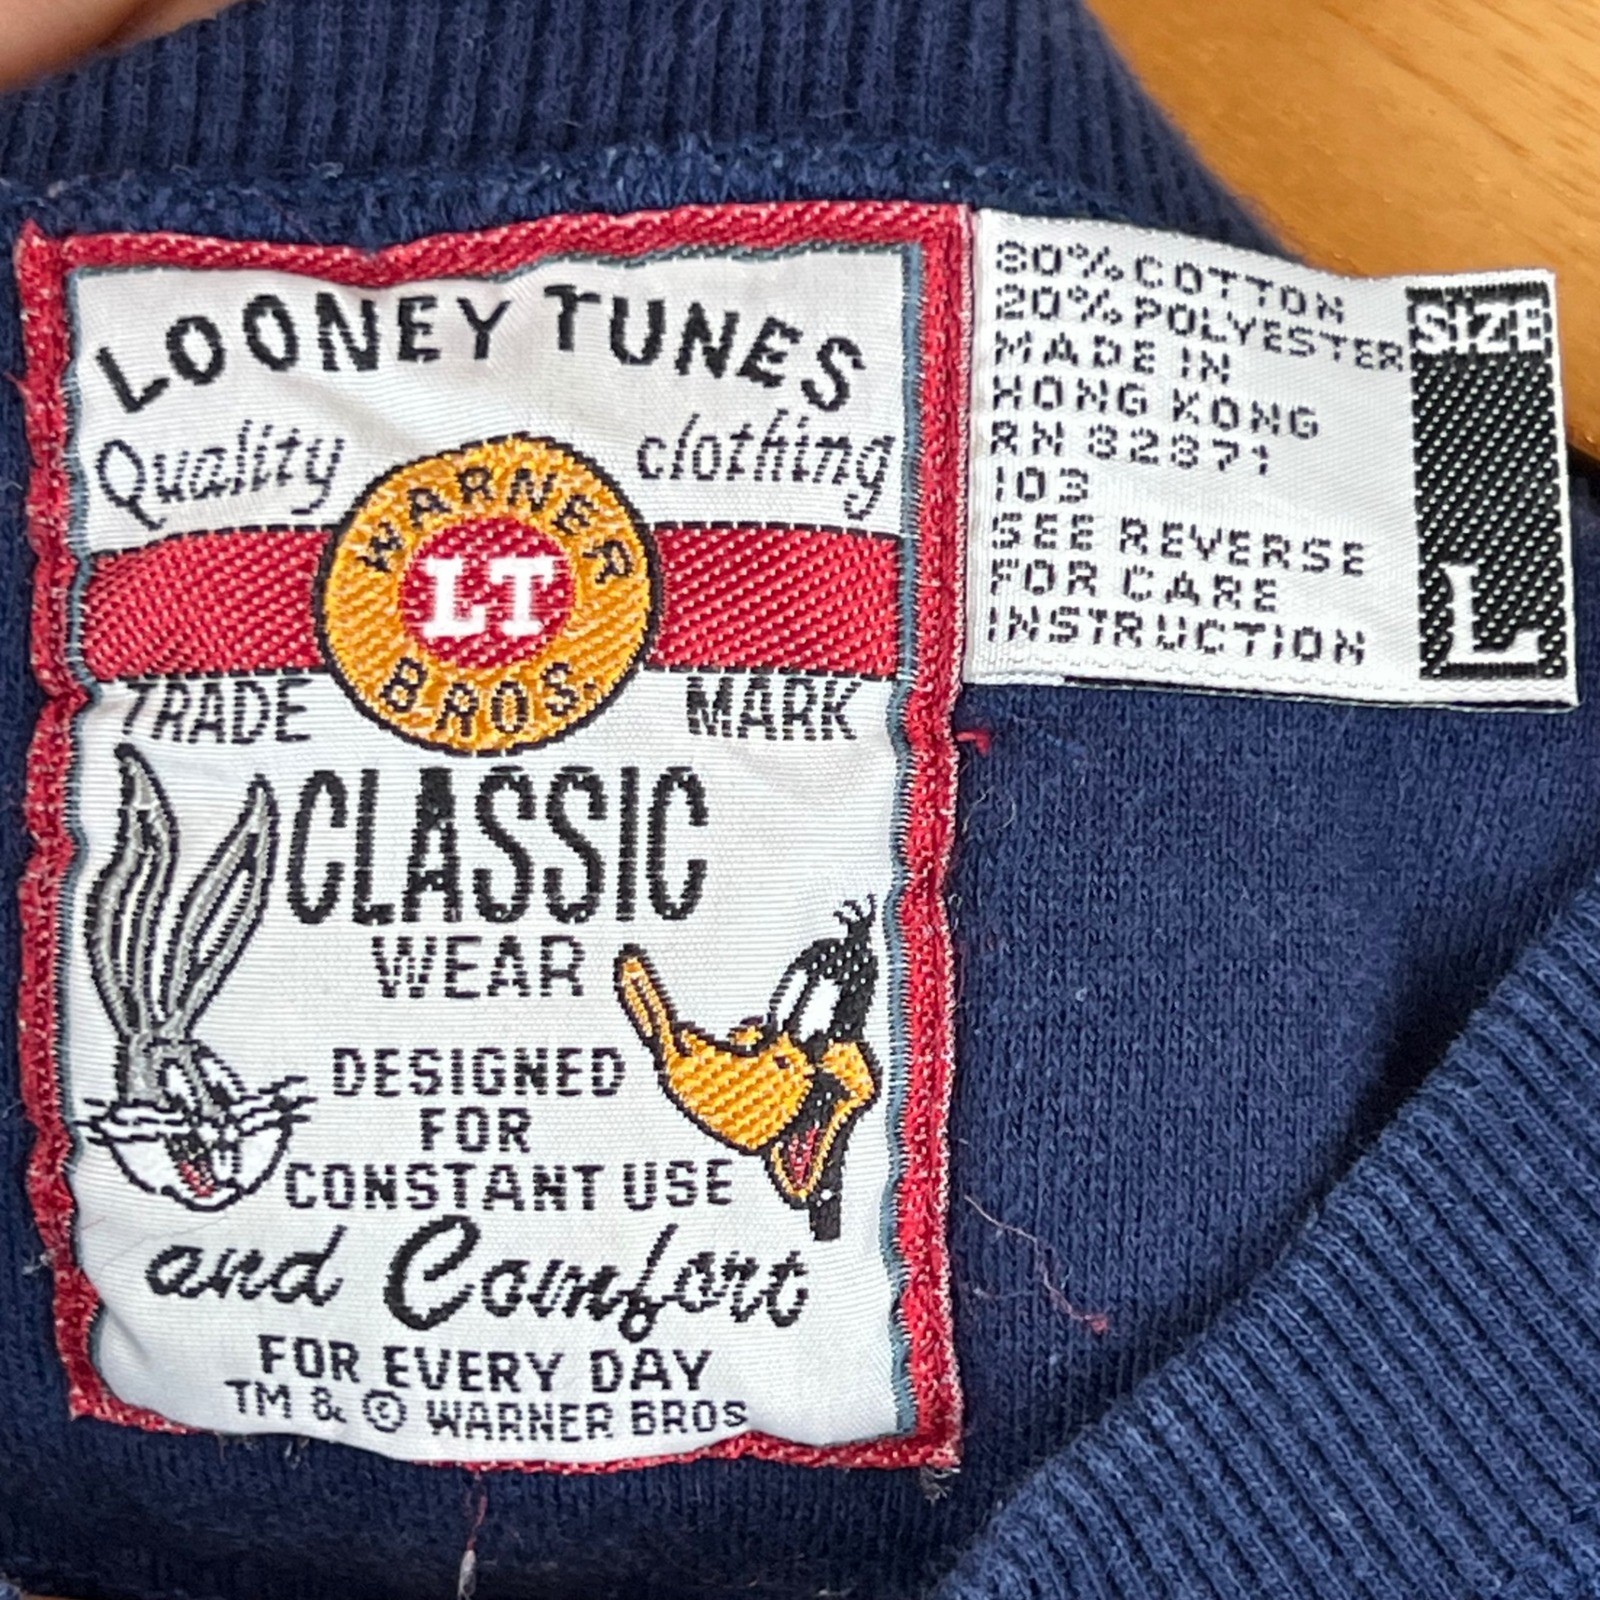 LOONEY TUNES
Quality clothing
WARNER
LT
BROS.
TRADE MARK
CLASSIC
WEAR
DESIGNED
FOR
CONSTANT USE
and Comfort
FOR EVERY DAY
TM & © WARNER BROS
80% COTTON
20% POLYESTER
MADE IN
HONG KONG
RN 82871
103
SEE REVERSE
FOR CARE
INSTRUCTION
SIZE
L